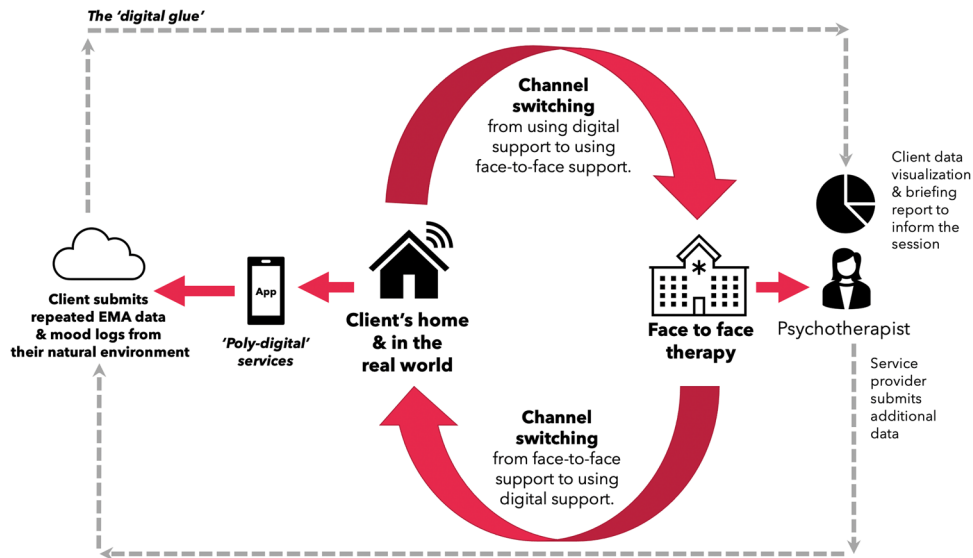 The ‘digital glue’
Channel
switching
from using digital
support to using
face-to-face support.
Client data
visualization
& briefing
report to
inform the
session
App
Client submits
repeated EMA data
& mood logs from
their natural environment
‘Poly-digital’
services
Client’s home
& in the
real world
Face to face
therapy
Psychotherapist
Service
provider
submits
additional
data
Channel
switching
from face-to-face
support to using
digital support.